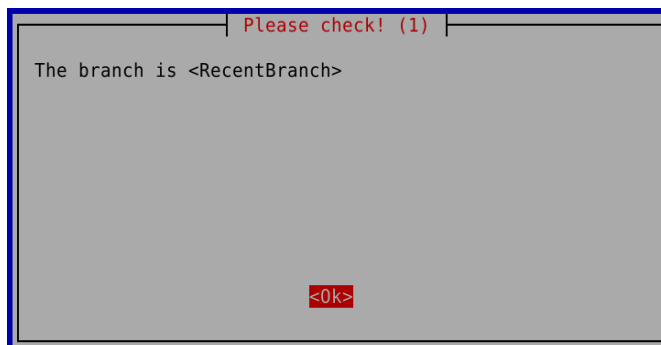 Please check! (1)
The branch is <RecentBranch>
<Ok>